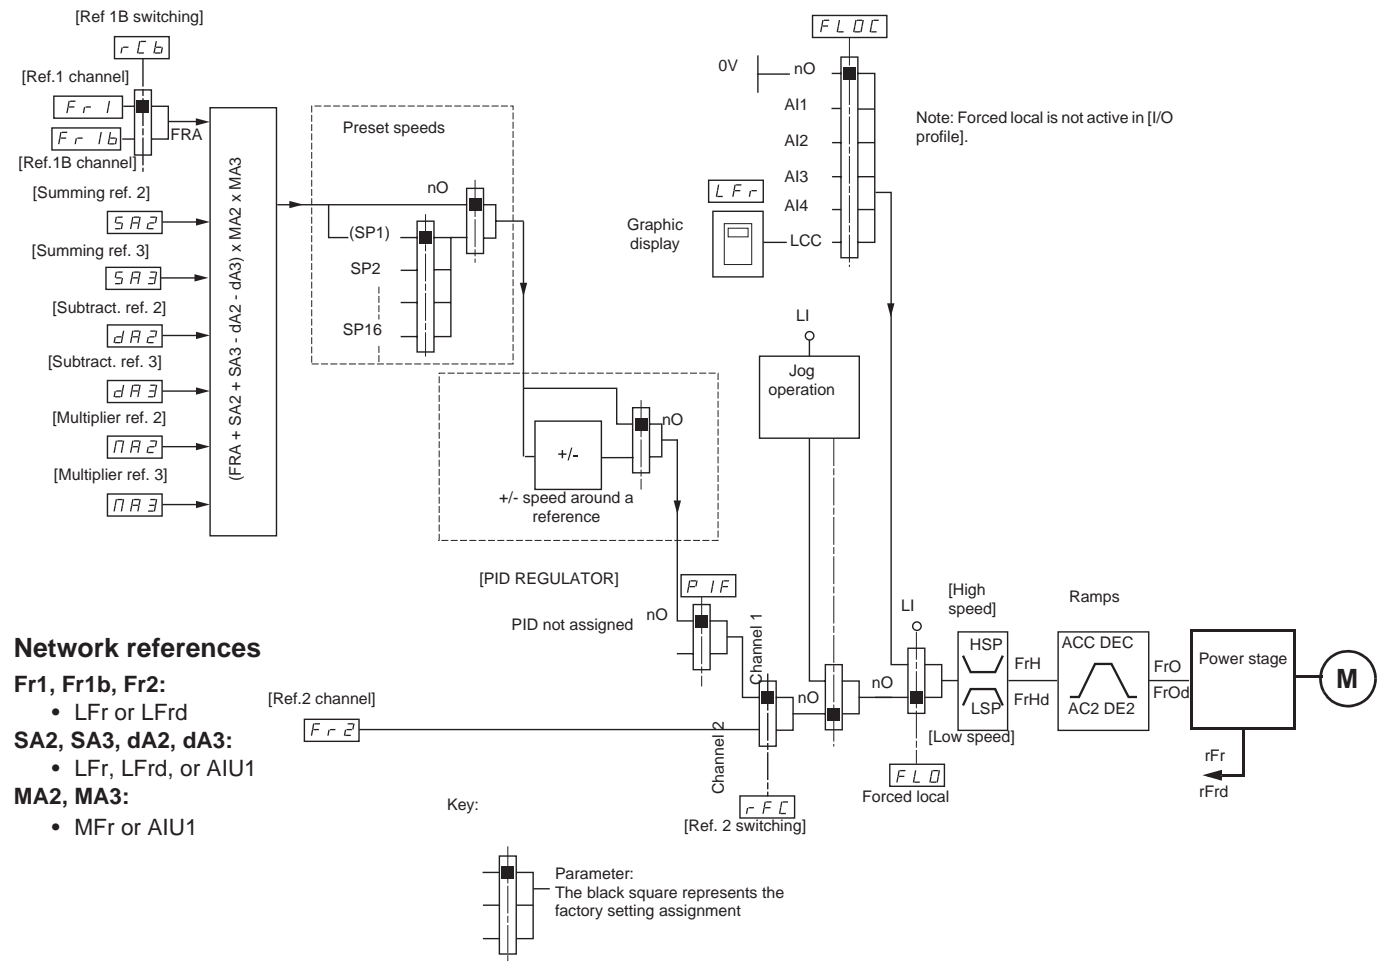 [Ref 1B switching]
rCb
[Ref.1 channel]
Fr1
Fr1b
FRA
[Ref.1B channel]
[Summing ref. 2]
SA2
[Summing ref. 3]
SA3
[Subtract. ref. 2]
dA2
[Subtract. ref. 3]
dA3
[Multiplier ref. 2]
MA2
[Multiplier ref. 3]
MA3
(FRA + SA2 + SA3 - dA2 - dA3) x MA2 x MA3
Preset speeds
nO
(SP1)
SP2
SP16
+/-
nO
+/- speed around a
reference
FLOC
0V
nO
AI1
AI2
AI3
AI4
LCC
LFr
Graphic
display
Note: Forced local is not active in [I/O
profile].
LI
Jog
operation
[PID REGULATOR]
PIF
PID not assigned
nO
Channel 1
Channel 2
nO
[Ref.2 channel]
Fr2
rFC
[Ref. 2 switching]
nO
LI
FLO
Forced local
[High
speed]
HSP
LSP
[Low speed]
FrH
FrHd
Ramps
ACC DEC
AC2 DE2
FrO
FrOd
Power stage
M
rFr
rFrd
Network references
Fr1, Fr1b, Fr2:
• LFr or LFrd
SA2, SA3, dA2, dA3:
• LFr, LFrd, or AIU1
MA2, MA3:
• MFr or AIU1
Key:
Parameter:
The black square represents the
factory setting assignment